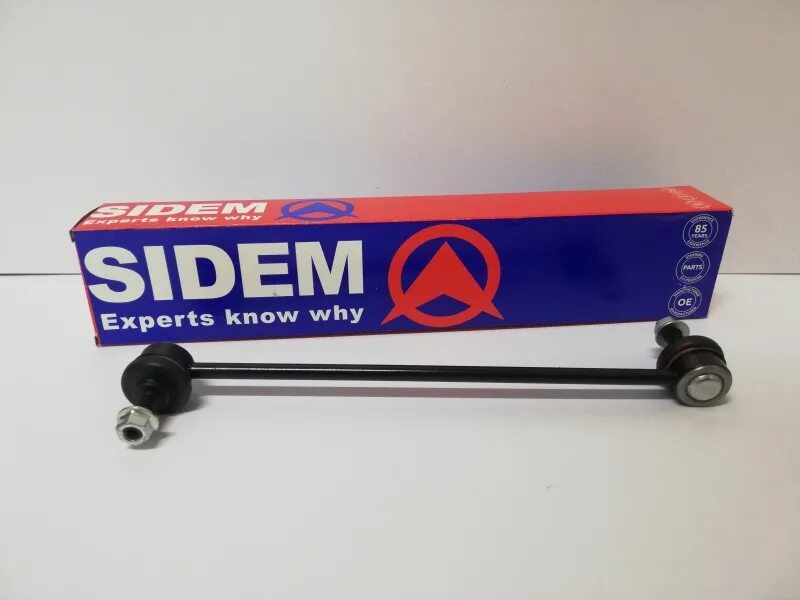 SIDEM
Experts know why
SIDEM
Experts know why
85
YEARS
PARTS
OE